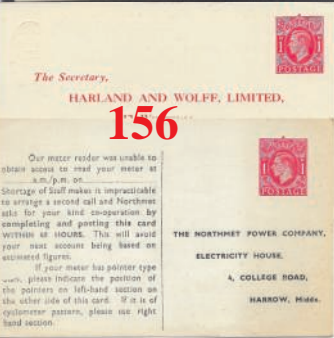 1 1
POSTAGE
The Secretary,
HARLAND AND WOLFF, LIMITED,
156
1 1
POSTAGE
Our meter reader was unable to
obtain access to read your meter at
a.m./p.m. on
Shortage of Staff makes it impracticable
to arrange a second call and Northmet
asks for your kind co-operation by
completing and posting this card
WITHIN 48 HOURS. This will avoid
your next account being based on
estimated figures.
If your meter has pointer type
please indicate the position of
the pointers on left-hand section on
the other side of this card. If it is of
cyclometer pattern, please use right
hand section.
THE NORTHMET POWER COMPANY,
ELECTRICITY HOUSE,
4, COLLEGE ROAD,
HARROW, Middx.